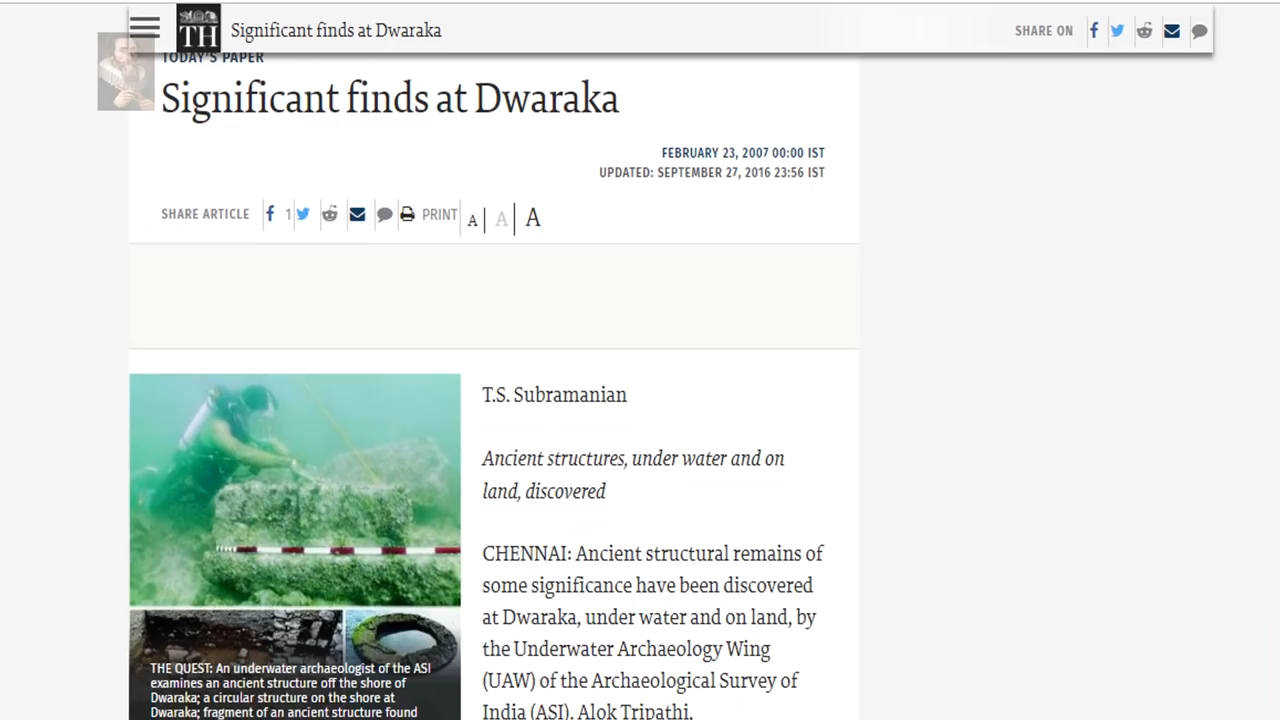 TH Significant finds at Dwaraka SHARE ON
TODAY'S PAPER
Significant finds at Dwaraka
FEBRUARY 23, 2007 00:00 IST
UPDATED: SEPTEMBER 27, 2016 23:56 IST
SHARE ARTICLE 1 PRINT A A A
T.S. Subramanian
Ancient structures, under water and on
land, discovered
CHENNAI: Ancient structural remains of
some significance have been discovered
at Dwaraka, under water and on land, by
the Underwater Archaeology Wing
(UAW) of the Archaeological Survey of
India (ASI). Alok Tripathi,
THE QUEST: An underwater archaeologist of the ASI
examines an ancient structure off the shore of
Dwaraka; a circular structure on the shore at
Dwaraka; fragment of an ancient structure found